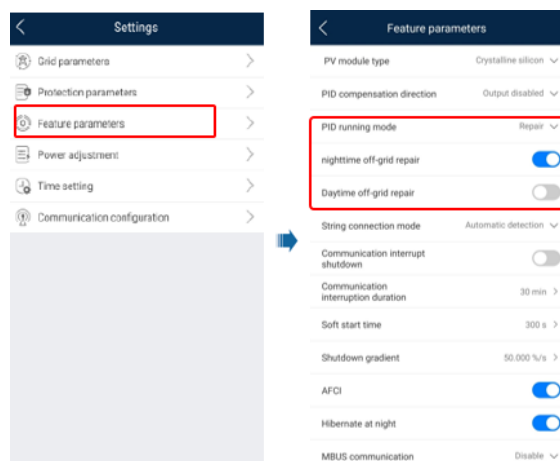 Settings
Grid parameters
Protection parameters
Feature parameters
Power adjustment
Time setting
Communication configuration
Feature parameters
PV module type
Crystalline silicon
PID compensation direction
Output disabled
PID running mode
Repair
nighttime off-grid repair
Daytime off-grid repair
String connection mode
Automatic detection
Communication interrupt
shutdown
Communication
interruption duration
30 min
Soft start time
300 s
Shutdown gradient
50.000 %/s
AFCI
Hibernate at night
MBUS communication
Disable